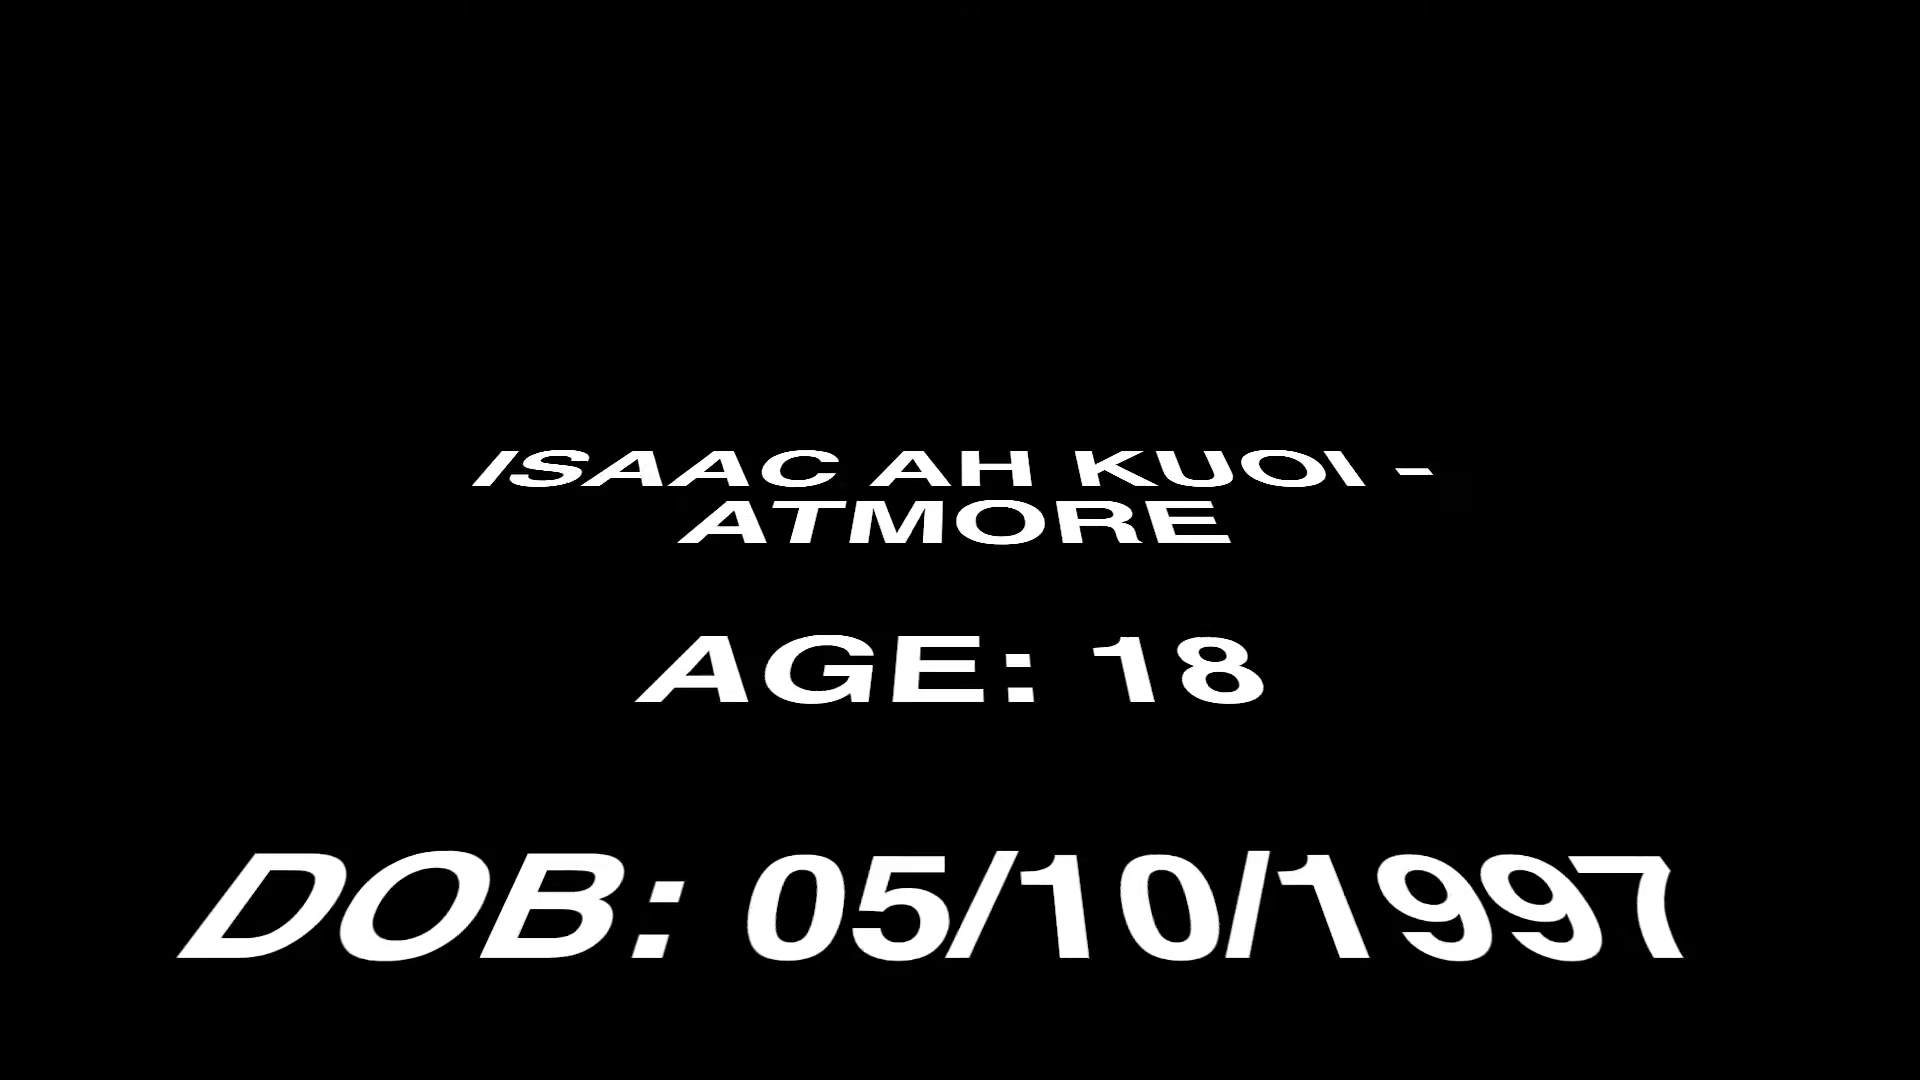 ISAAC AH KUOI -
ATMORE
AGE: 18
DOB: 05/10/1997